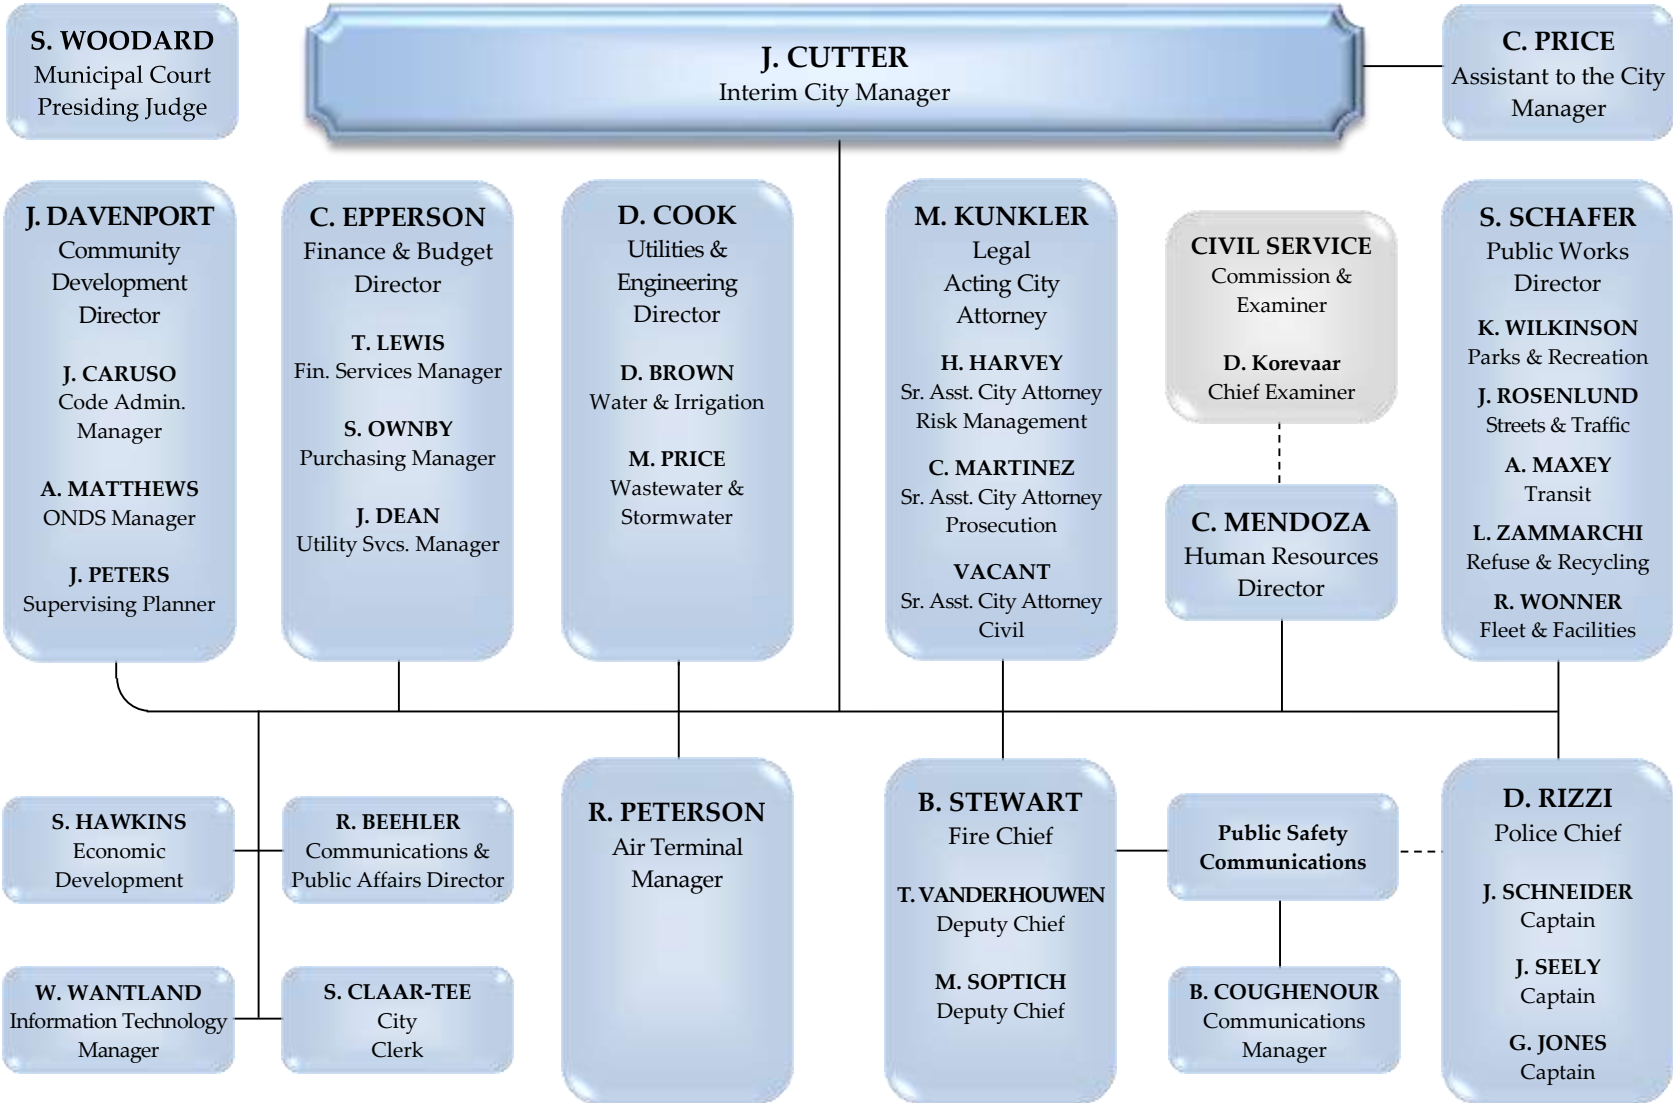 S. WOODARD
Municipal Court
Presiding Judge
J. CUTTER
Interim City Manager
C. PRICE
Assistant to the City
Manager
J. DAVENPORT
Community
Development
Director
J. CARUSO
Code Admin.
Manager
A. MATTHEWS
ONDS Manager
J. PETERS
Supervising Planner
C. EPPERSON
Finance & Budget
Director
T. LEWIS
Fin. Services Manager
S. OWNBY
Purchasing Manager
J. DEAN
Utility Svcs. Manager
D. COOK
Utilities &
Engineering
Director
D. BROWN
Water & Irrigation
M. PRICE
Wastewater &
Stormwater
M. KUNKLER
Legal
Acting City
Attorney
H. HARVEY
Sr. Asst. City Attorney
Risk Management
C. MARTINEZ
Sr. Asst. City Attorney
Prosecution
VACANT
Sr. Asst. City Attorney
Civil
CIVIL SERVICE
Commission &
Examiner
D. Korevaar
Chief Examiner
C. MENDOZA
Human Resources
Director
S. SCHAFER
Public Works
Director
K. WILKINSON
Parks & Recreation
J. ROSENLUND
Streets & Traffic
A. MAXEY
Transit
L. ZAMMARCHI
Refuse & Recycling
R. WONNER
Fleet & Facilities
S. HAWKINS
Economic
Development
R. BEEHLER
Communications &
Public Affairs Director
W. WANTLAND
Information Technology
Manager
S. CLAAR-TEE
City
Clerk
R. PETERSON
Air Terminal
Manager
B. STEWART
Fire Chief
T. VANDERHOUWEN
Deputy Chief
M. SOPTICH
Deputy Chief
Public Safety
Communications
B. COUGHENOUR
Communications
Manager
D. RIZZI
Police Chief
J. SCHNEIDER
Captain
J. SEELY
Captain
G. JONES
Captain